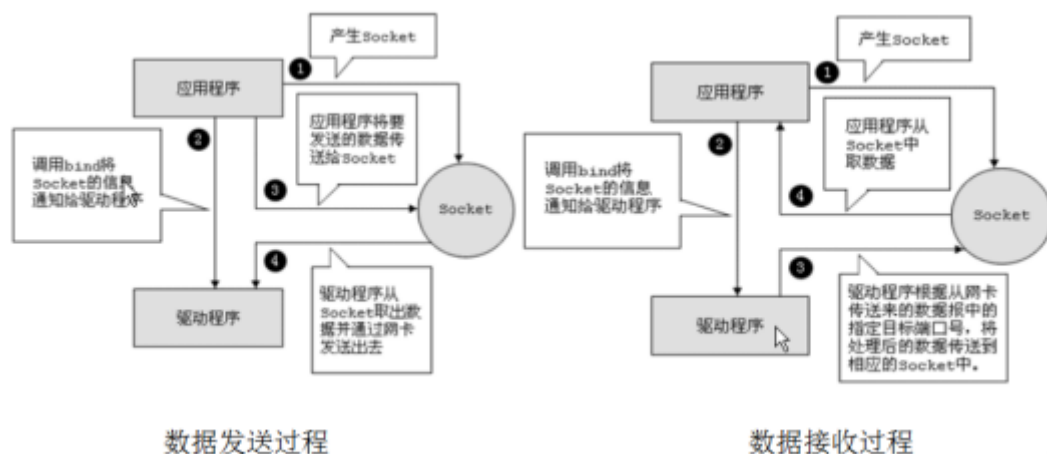 产生Socket
1
应用程序
2
应用程序将要
发送的数据传
送给Socket
调用bind将
Socket的信息
通知给驱动程序
3
Socket
4
驱动程序从
Socket取出数
据并通过网卡
发送出去
驱动程序
数据发送过程
产生Socket
1
应用程序
2
应用程序从
Socket中
取数据
调用bind将
Socket的信息
通知给驱动程序
4
Socket
3
驱动程序根据从网卡
传送来的数据报中的
指定目标端口号，将
处理后的数据传送到
相应的Socket中。
驱动程序
数据接收过程